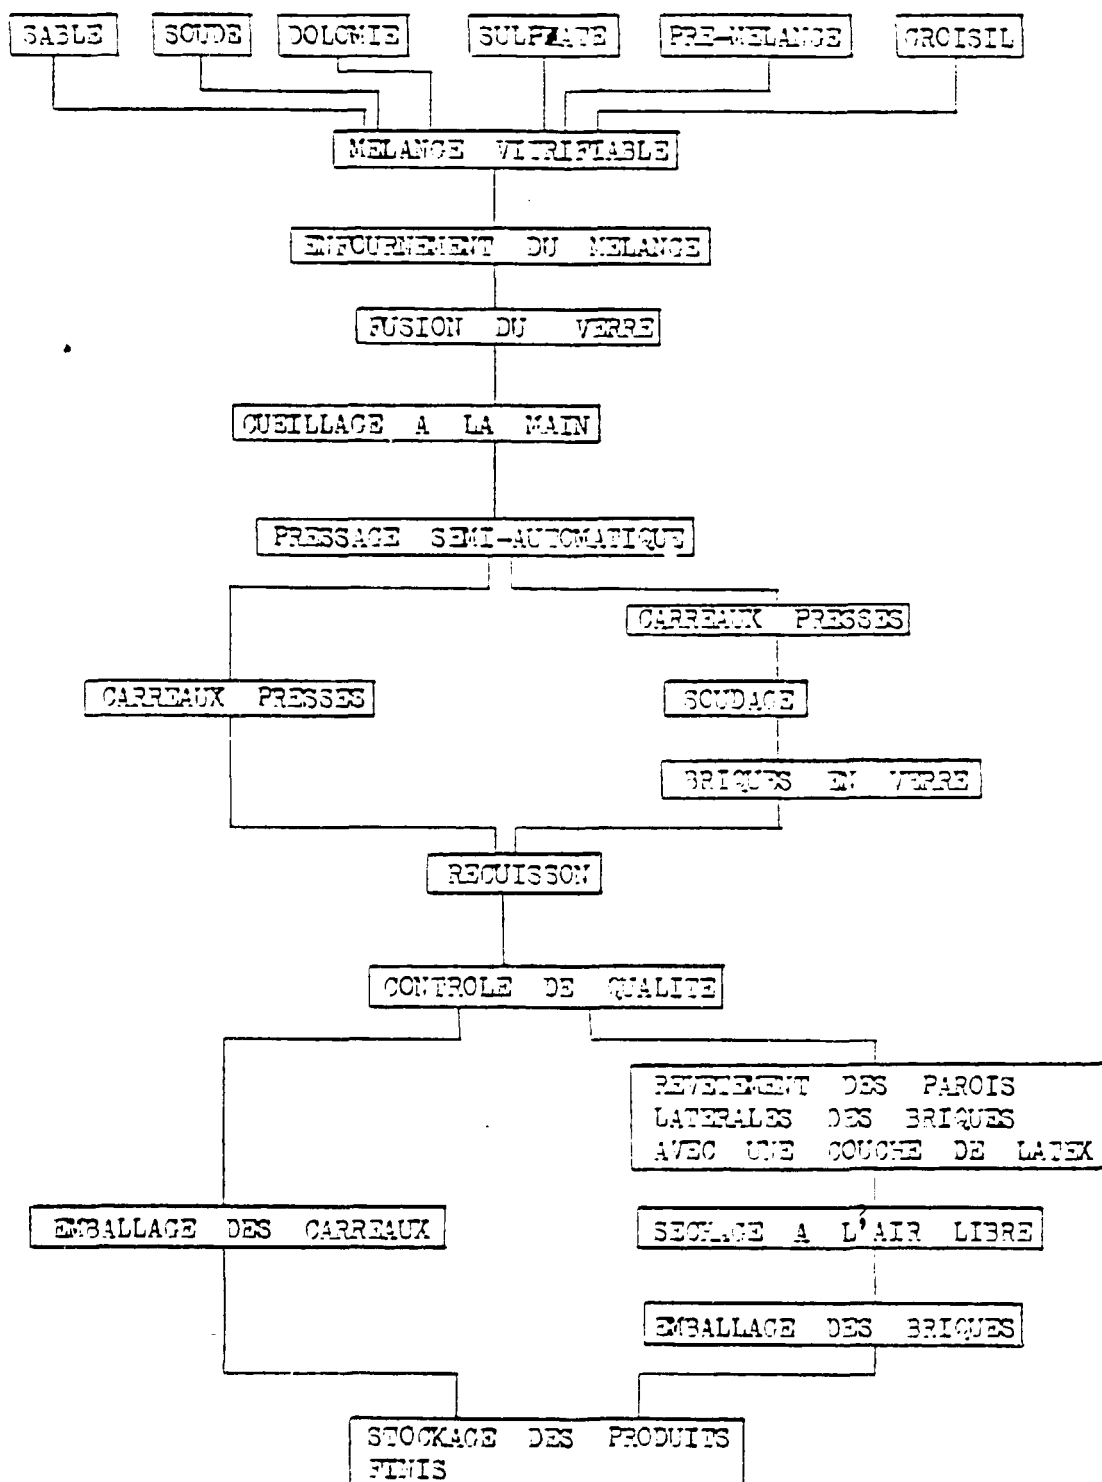 SABLE SOUDE DOLOMIE SULPHATE PRE-MELANGE GROISIL
MELANGE VITRIFIABLE
ENFOURNEMENT DU MELANGE
FUSION DU VERRE
CUEILLAGE A LA MAIN
PRESSAGE SEMI-AUTOMATIQUE
CARREAUX PRESSES
CARREAUX PRESSES
SOUDAGE
BRIQUES EN VERRE
RECUISSON
CONTROLE DE QUALITE
REVETEMENT DES PAROIS
LATERALES DES BRIQUES
AVEC UNE COUCHE DE LATEX
EMBALLAGE DES CARREAUX
SECHAGE A L'AIR LIBRE
EMBALLAGE DES BRIQUES
STOCKAGE DES PRODUITS
FINIS